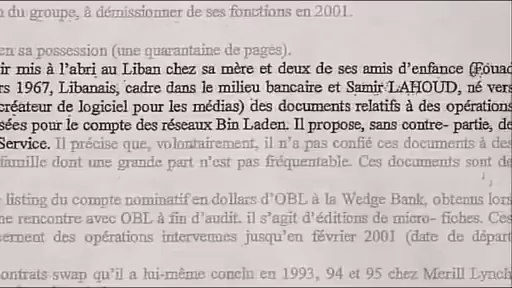 du groupe, à démissionner de ses fonctions en 2001.
en sa possession (une quarantaine de pages).
ir mis à l'abri au Liban chez sa mère et deux de ses amis d'enfance (Fouad
rs 1967, Libanais, cadre dans le milieu bancaire et Samir LAHOUD, né vers
créateur de logiciel pour les médias) des documents relatifs à des opérations
sées pour le compte des réseaux Bin Laden. Il propose, sans contre- partie, de
Service. Il précise que, volontairement, il n'a pas confié ces documents à des
famille dont une grande part n'est pas fréquentable. Ces documents sont de
listing du compte nominatif en dollars d'OBL à la Wedge Bank, obtenus lors
ne rencontre avec OBL à fin d'audit. il s'agit d'éditions de micro- fiches. Ces
ernent des opérations intervenues jusqu'en février 2001 (date de départ
ontrats swap qu'il a lui-même conclu en 1993, 94 et 95 chez Merill Lynch